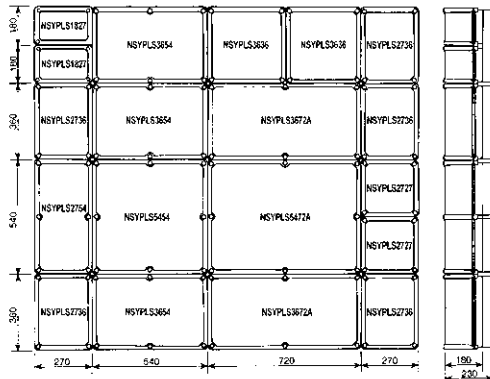 180
NSYPLS1827
NSYPLS3654
NSYPLS3636
NSYPLS3636
NSYPLS2736
180
NSYPLS1827
360
NSYPLS2736
NSYPLS3654
NSYPLS3672A
NSYPLS2736
540
NSYPLS2754
NSYPLS5454
NSYPLS5472A
NSYPLS2727
NSYPLS2727
360
NSYPLS2736
NSYPLS3654
NSYPLS3672A
NSYPLS2736
270
540
720
270
180
230